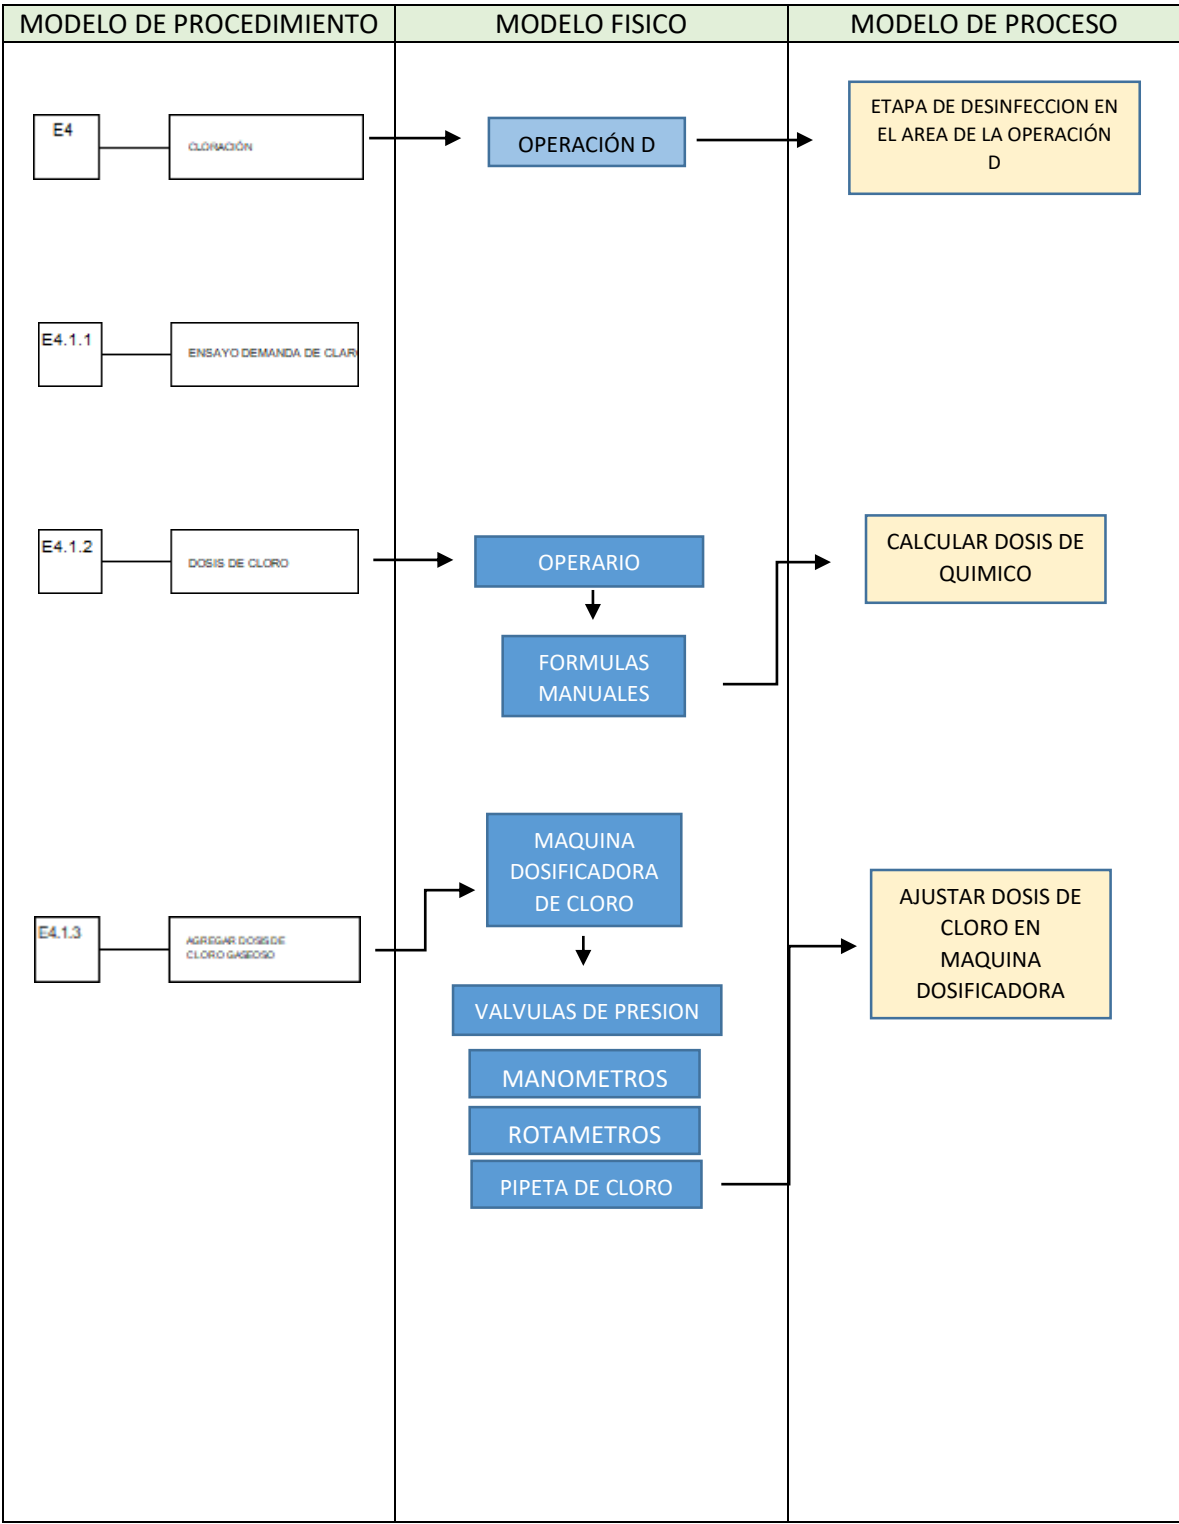 MODELO DE PROCEDIMIENTO
MODELO FISICO
MODELO DE PROCESO
E4
CLORACIÓN
OPERACIÓN D
ETAPA DE DESINFECCION EN
EL AREA DE LA OPERACIÓN
D
E4.1.1
ENSAYO DEMANDA DE CLAR
E4.1.2
DOSIS DE CLORO
OPERARIO
FORMULAS
MANUALES
CALCULAR DOSIS DE
QUIMICO
E4.1.3
AGREGAR DOSIS DE
CLORO GASEOSO
MAQUINA
DOSIFICADORA
DE CLORO
VALVULAS DE PRESION
MANOMETROS
ROTAMETROS
PIPETA DE CLORO
AJUSTAR DOSIS DE
CLORO EN
MAQUINA
DOSIFICADORA